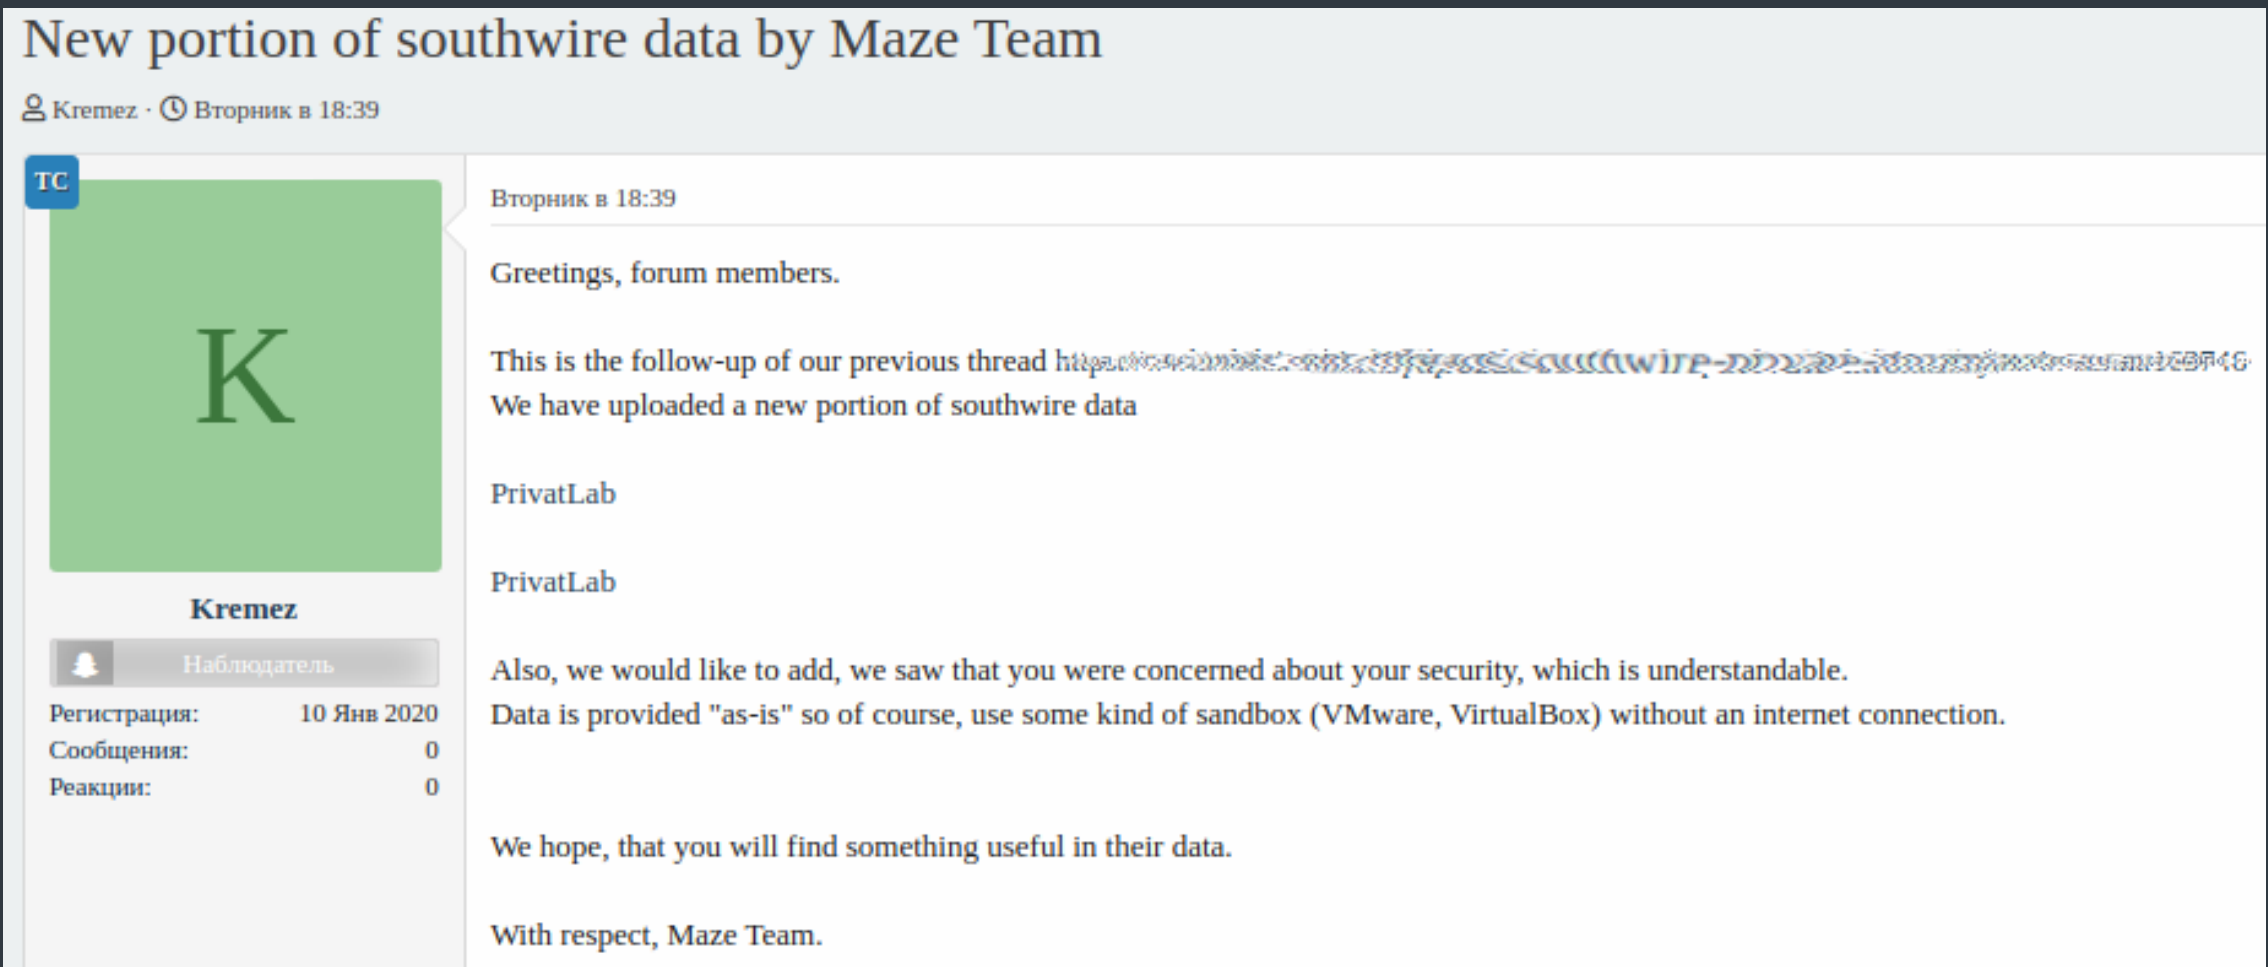 New portion of southwire data by Maze Team
Kremez · Вторник в 18:39
TC
Вторник в 18:39
K
Greetings, forum members.
This is the follow-up of our previous thread
We have uploaded a new portion of southwire data
PrivatLab
PrivatLab
Kremez
Наблюдатель
Регистрация: 10 Янв 2020
Сообщения: 0
Реакции: 0
Also, we would like to add, we saw that you were concerned about your security, which is understandable.
Data is provided "as-is" so of course, use some kind of sandbox (VMware, VirtualBox) without an internet connection.
We hope, that you will find something useful in their data.
With respect, Maze Team.